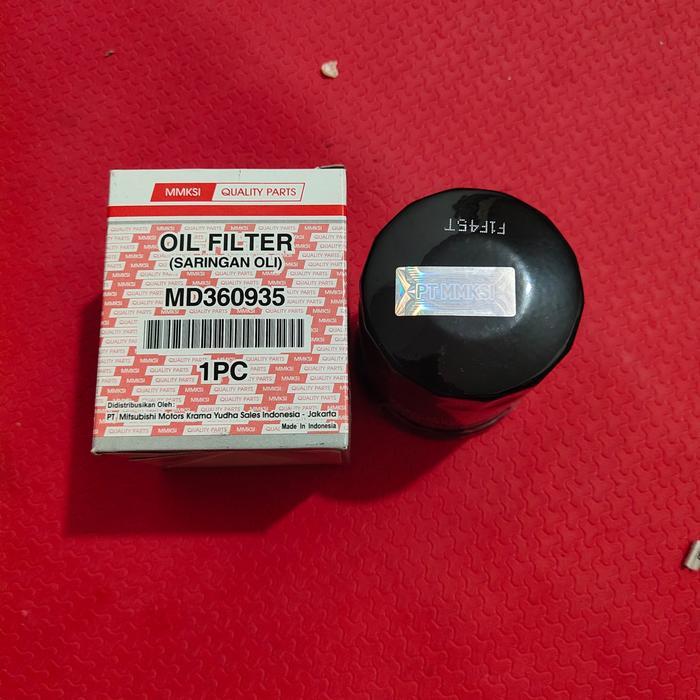 MMKSI QUALITY PARTS
OIL FILTER
(SARINGAN OLI)
MD360935
1PC
Didistribusikan Oleh:
PT Mitsubishi Motors Krama Yudha Sales Indonesia - Jakarta
Made In Indonesia
F1F45T
PT MMKSI